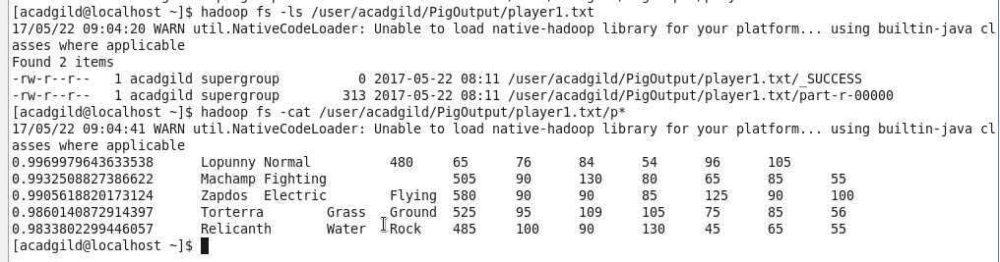 [acadgild@localhost ~]$ hadoop fs -ls /user/acadgild/PigOutput/player1.txt
17/05/22 09:04:20 WARN util.NativeCodeLoader: Unable to load native-hadoop library for your platform... using builtin-java cl
asses where applicable
Found 2 items
-rw-r--r--   1 acadgild supergroup          0 2017-05-22 08:11 /user/acadgild/PigOutput/player1.txt/_SUCCESS
-rw-r--r--   1 acadgild supergroup        313 2017-05-22 08:11 /user/acadgild/PigOutput/player1.txt/part-r-00000
[acadgild@localhost ~]$ hadoop fs -cat /user/acadgild/PigOutput/player1.txt/p*
17/05/22 09:04:41 WARN util.NativeCodeLoader: Unable to load native-hadoop library for your platform... using builtin-java cl
asses where applicable
0.9969979643633538      Lopunny Normal          480     65      76      84      54      96      105
0.9932508827386622      Machamp Fighting                505     90      130     80      65      85      55
0.9905618820173124      Zapdos  Electric        Flying  580     90      90      85      125     90      100
0.9860140872914397      Torterra        Grass   Ground  525     95      109     105     75      85      56
0.9833802299446057      Relicanth       Water   Rock    485     100     90      130     45      65      55
[acadgild@localhost ~]$